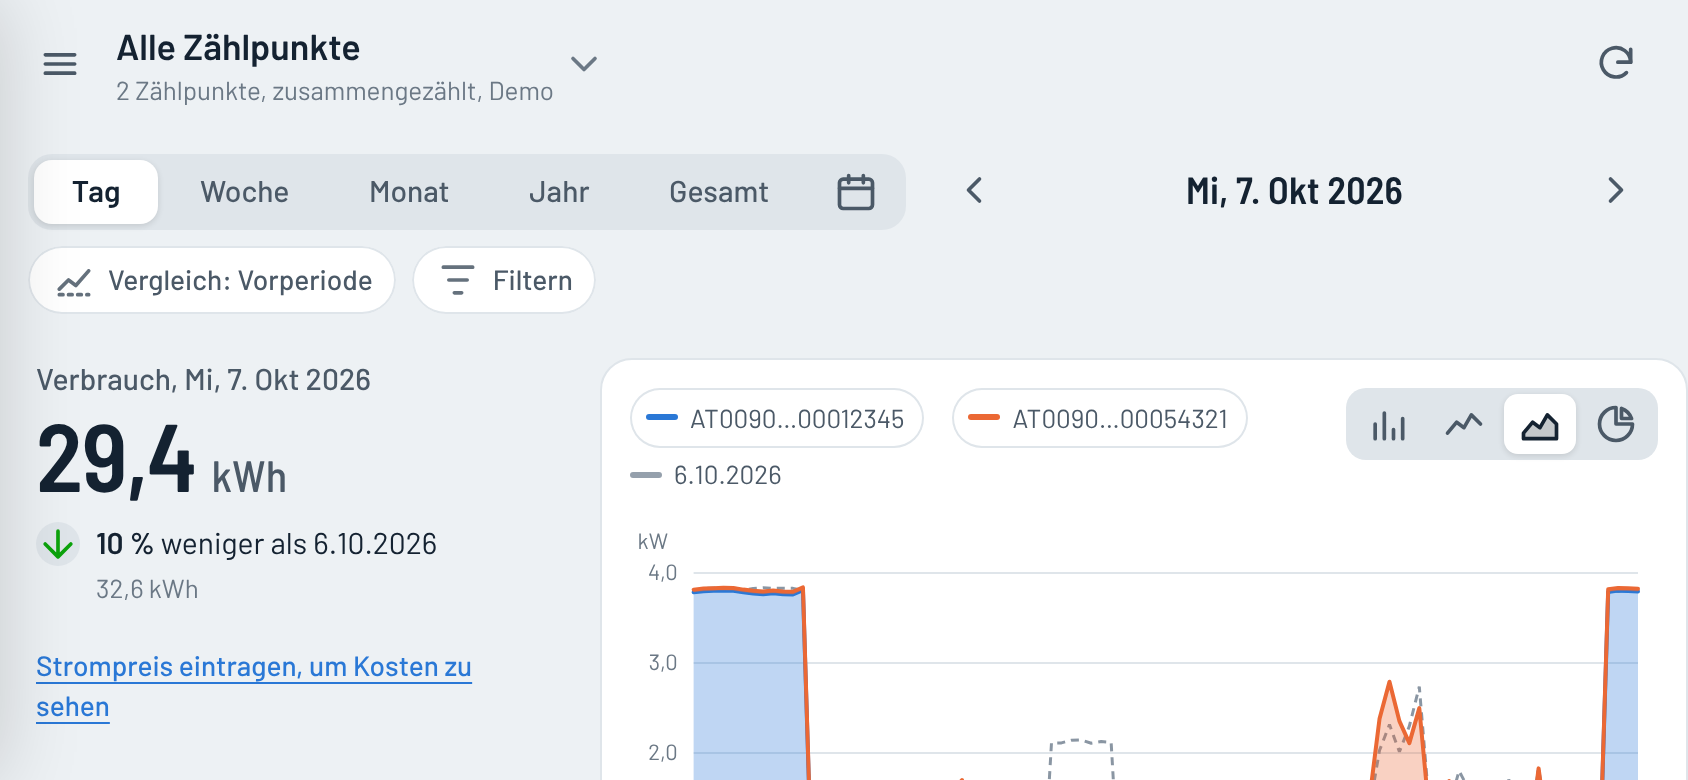 Alle Zählpunkte
2 Zählpunkte, zusammengezählt, Demo
Tag
Woche
Monat
Jahr
Gesamt
Mi, 7. Okt 2026
Vergleich: Vorperiode
Filtern
Verbrauch, Mi, 7. Okt 2026
29,4 kWh
10 % weniger als 6.10.2026
32,6 kWh
Strompreis eintragen, um Kosten zu
sehen
AT0090...00012345
AT0090...00054321
6.10.2026
kW
4,0
3,0
2,0